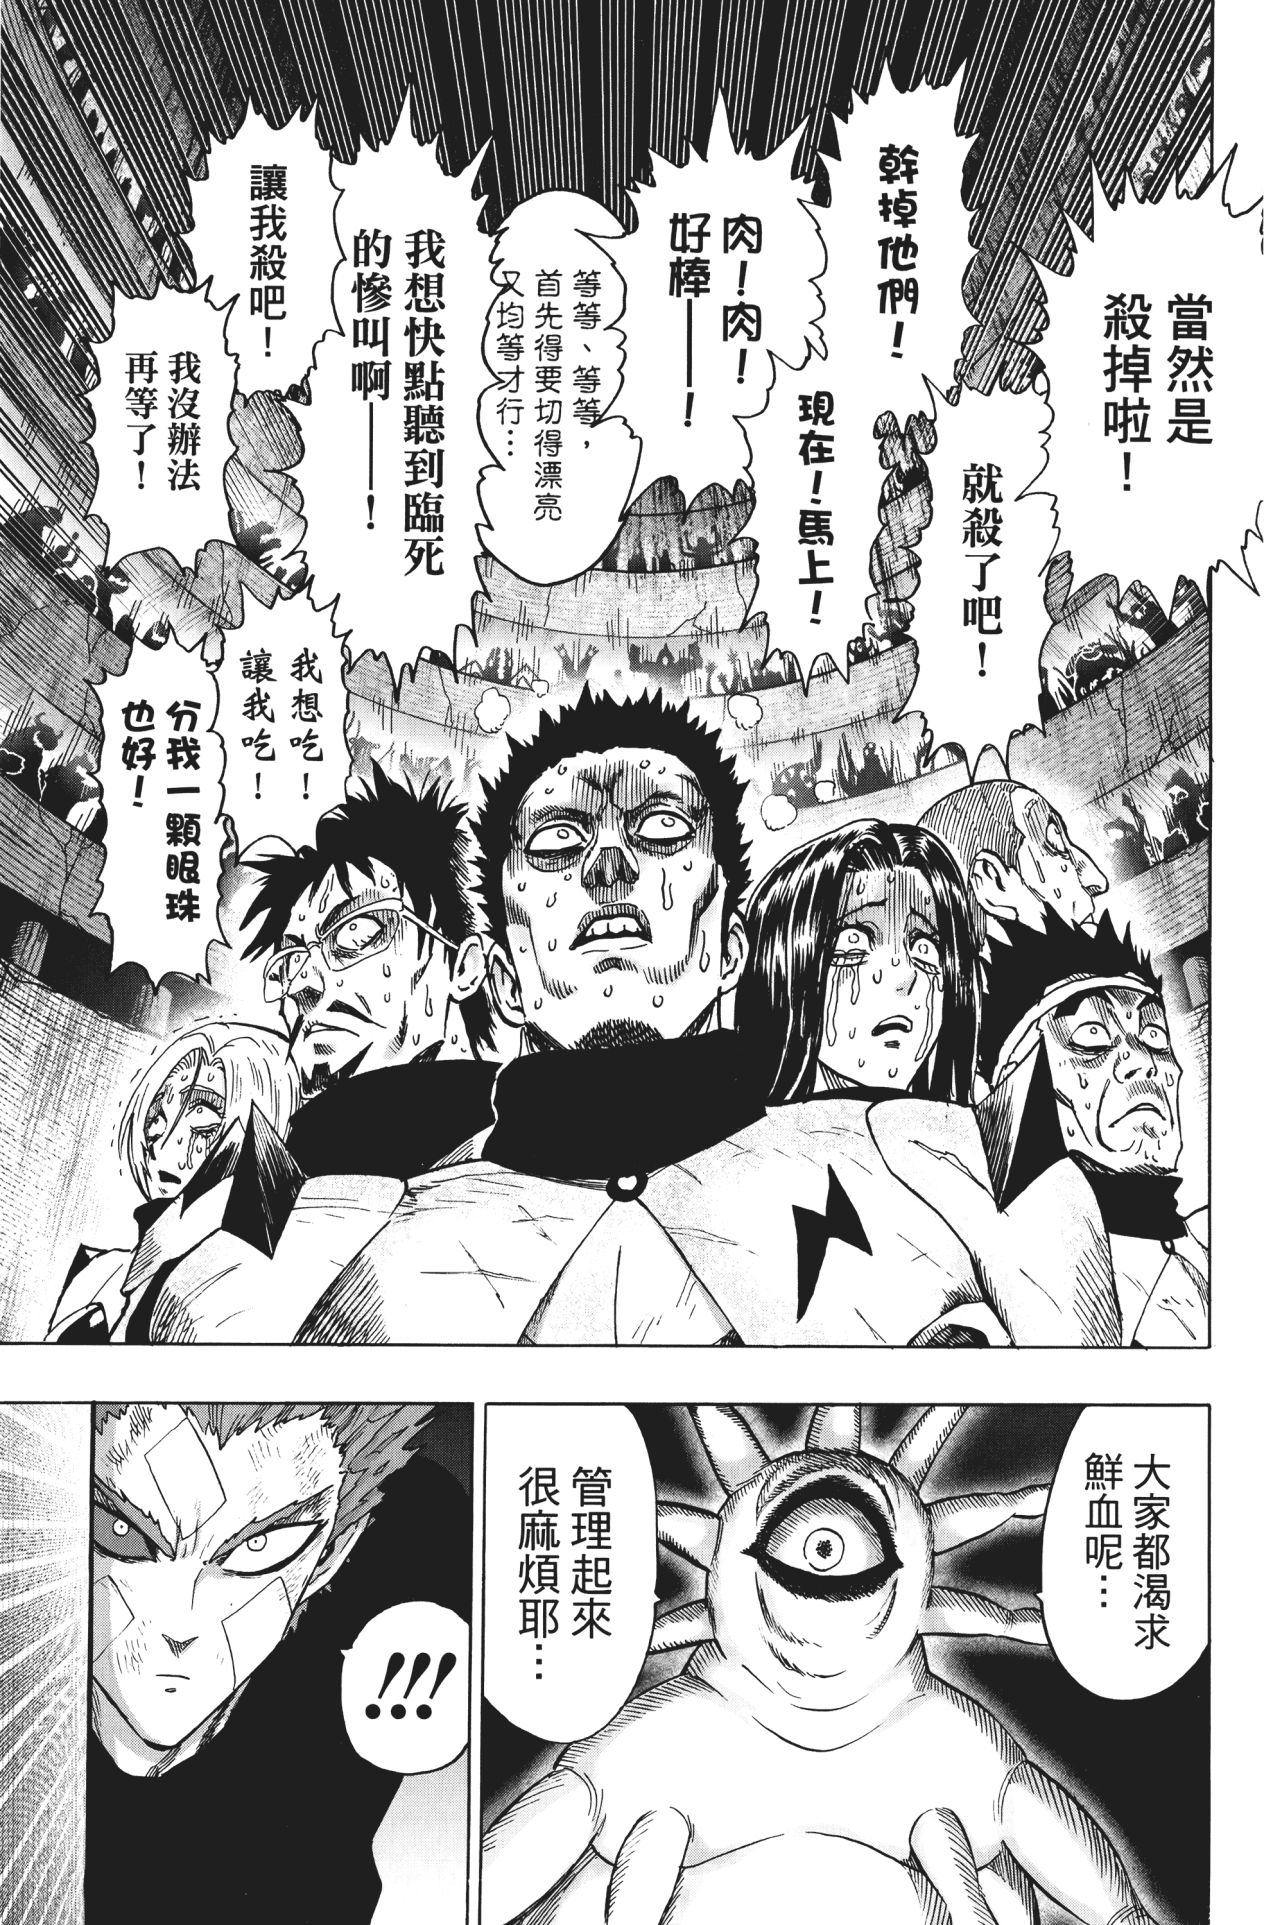 當然是
殺掉啦！
就殺了吧！
幹掉他們！
現在！馬上！
肉！肉！
好棒——！
等等、等等，
首先得要切得漂亮
又均等才行…
我想快點聽到臨死
的慘叫啊——！
讓我殺吧！
我沒辦法
再等了！
我想吃！
讓我吃！
分我一顆眼珠
也好！
大家都渴求
鮮血呢…
管理起來
很麻煩耶…
!!!